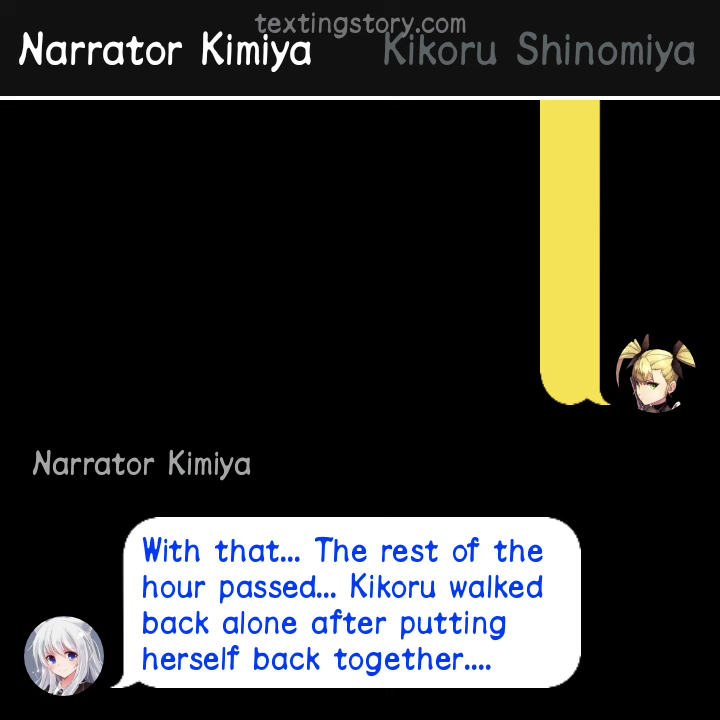 textingstory.com
Narrator Kimiya Kikoru Shinomiya
Narrator Kimiya
With that... The rest of the
hour passed... Kikoru walked
back alone after putting
herself back together....